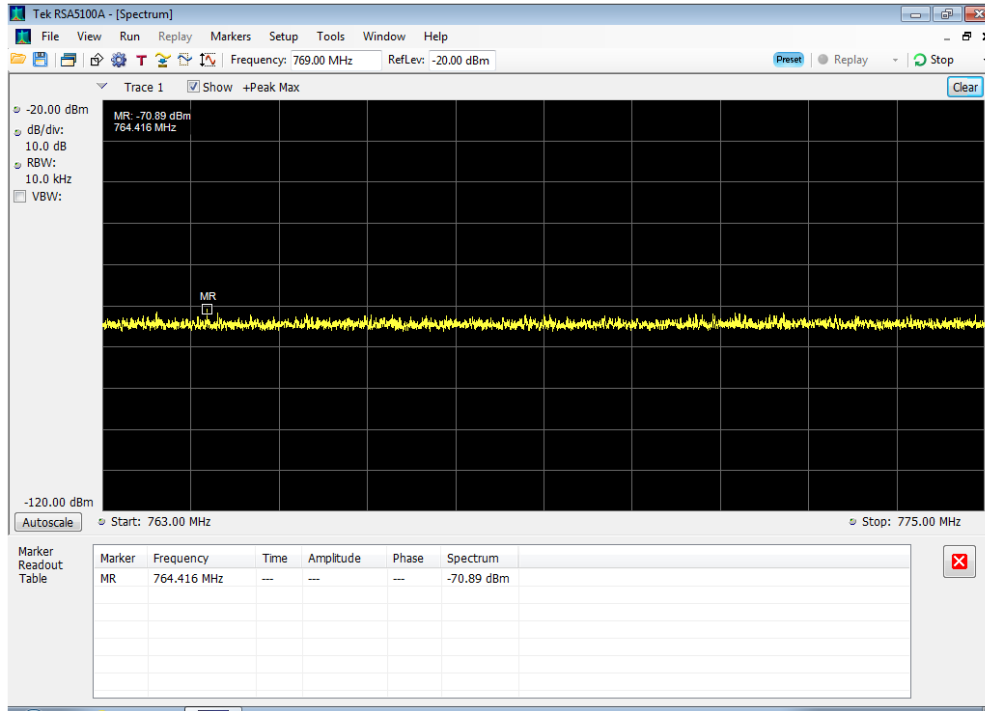 Tek RSA5100A - [Spectrum]
File View Run Replay Markers Setup Tools Window Help
T Frequency: 769.00 MHz RefLev: -20.00 dBm Preset Replay Stop
Trace 1 Show +Peak Max Clear
-20.00 dBm
dB/div:
10.0 dB
RBW:
10.0 kHz
VBW:
MR: -70.89 dBm
764.416 MHz
MR
-120.00 dBm
Autoscale Start: 763.00 MHz Stop: 775.00 MHz
Marker
Readout
Table
Marker Frequency Time Amplitude Phase Spectrum
MR 764.416 MHz --- --- --- -70.89 dBm